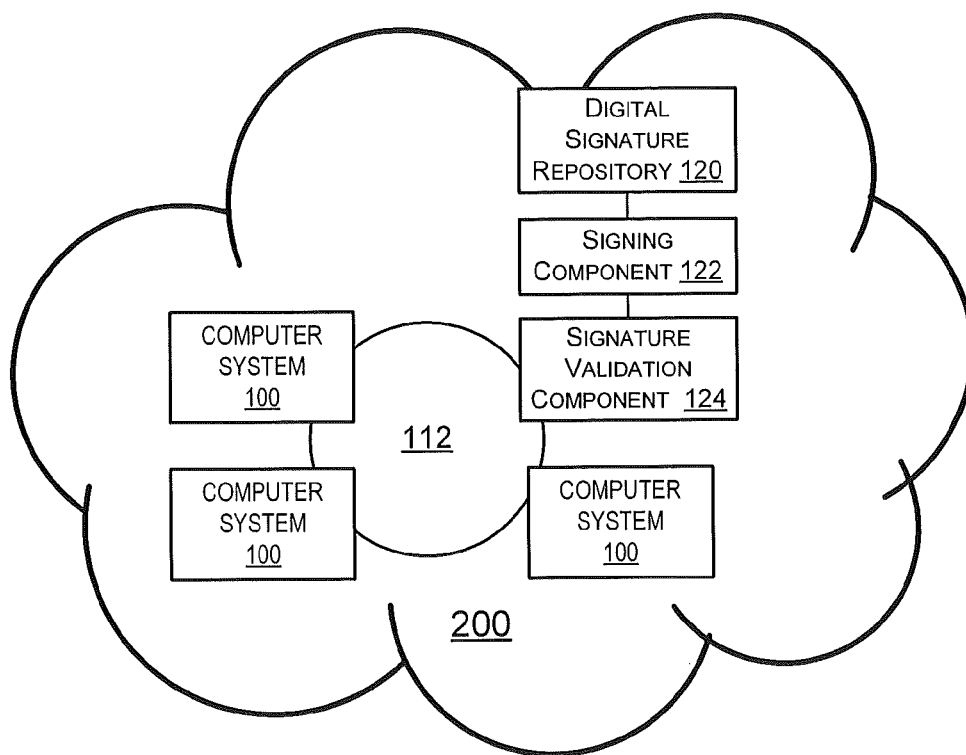 DIGITAL
SIGNATURE
REPOSITORY 120
SIGNING
COMPONENT 122
SIGNATURE
VALIDATION
COMPONENT 124
COMPUTER
SYSTEM
100
112
COMPUTER
SYSTEM
100
COMPUTER
SYSTEM
100
200